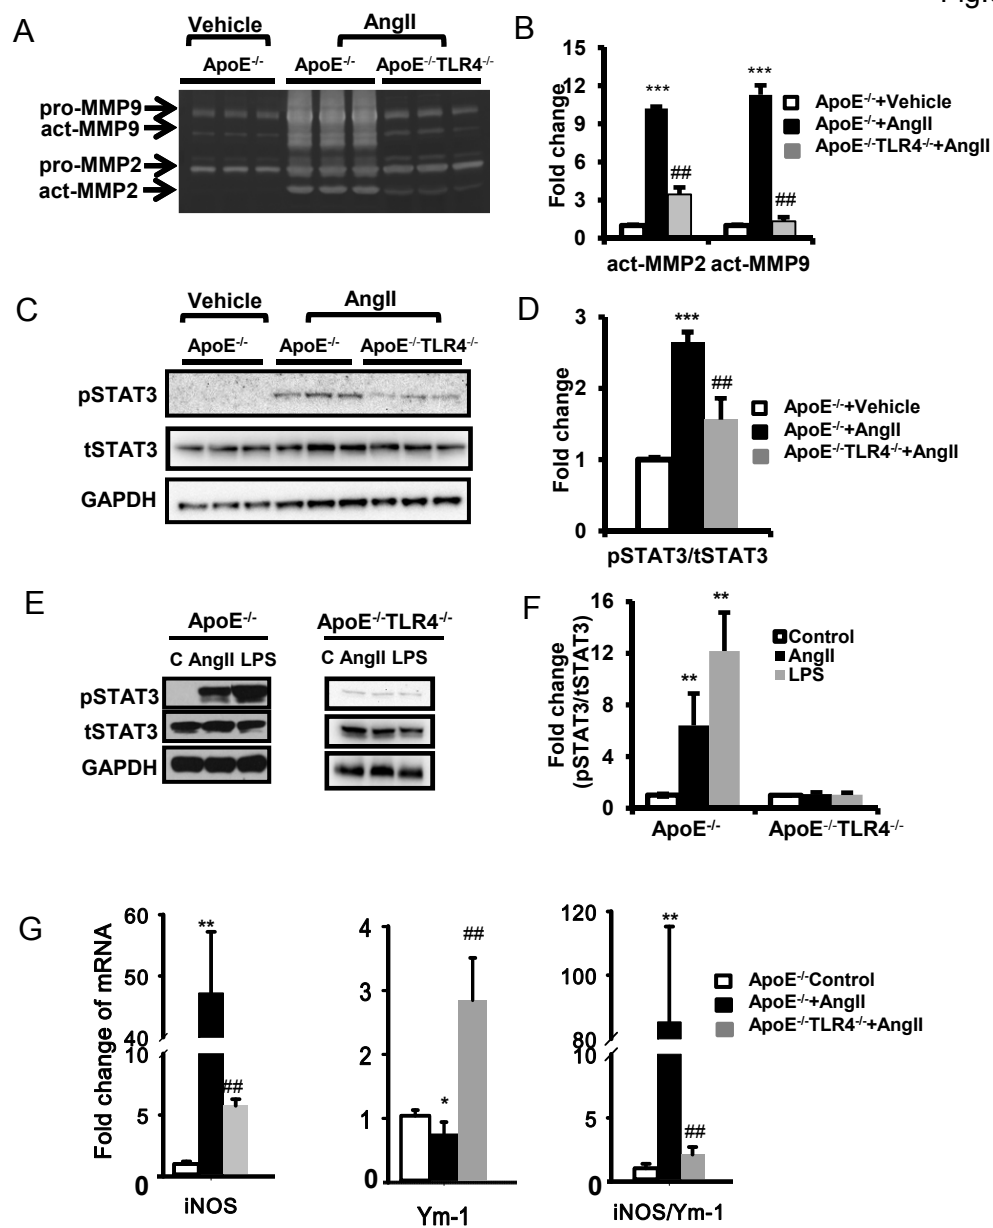 Fig.
A
Vehicle
AngII
ApoE-/-
ApoE-/-
ApoE-/-TLR4-/-
pro-MMP9
act-MMP9
pro-MMP2
act-MMP2
B
Fold change
15
12
9
6
3
0
***
##
***
##
act-MMP2 act-MMP9
ApoE-/-+Vehicle
ApoE-/-+AngII
ApoE-/-TLR4-/-+AngII
C
Vehicle
AngII
ApoE-/-
ApoE-/-
ApoE-/-TLR4-/-
pSTAT3
tSTAT3
GAPDH
D
Fold change
3
2
1
0
***
##
pSTAT3/tSTAT3
ApoE-/-+Vehicle
ApoE-/-+AngII
ApoE-/-TLR4-/-+AngII
E
ApoE-/-
ApoE-/-TLR4-/-
C AngII LPS
C AngII LPS
pSTAT3
tSTAT3
GAPDH
F
Fold change
(pSTAT3/tSTAT3)
16
12
8
4
0
**
**
ApoE-/-
ApoE-/-TLR4-/-
Control
AngII
LPS
G
Fold change of mRNA
60
50
40
10
5
0
**
##
iNOS
4
3
2
1
0
*
##
Ym-1
120
100
80
10
5
0
**
##
iNOS/Ym-1
ApoE-/-Control
ApoE-/-+AngII
ApoE-/-TLR4-/-+AngII